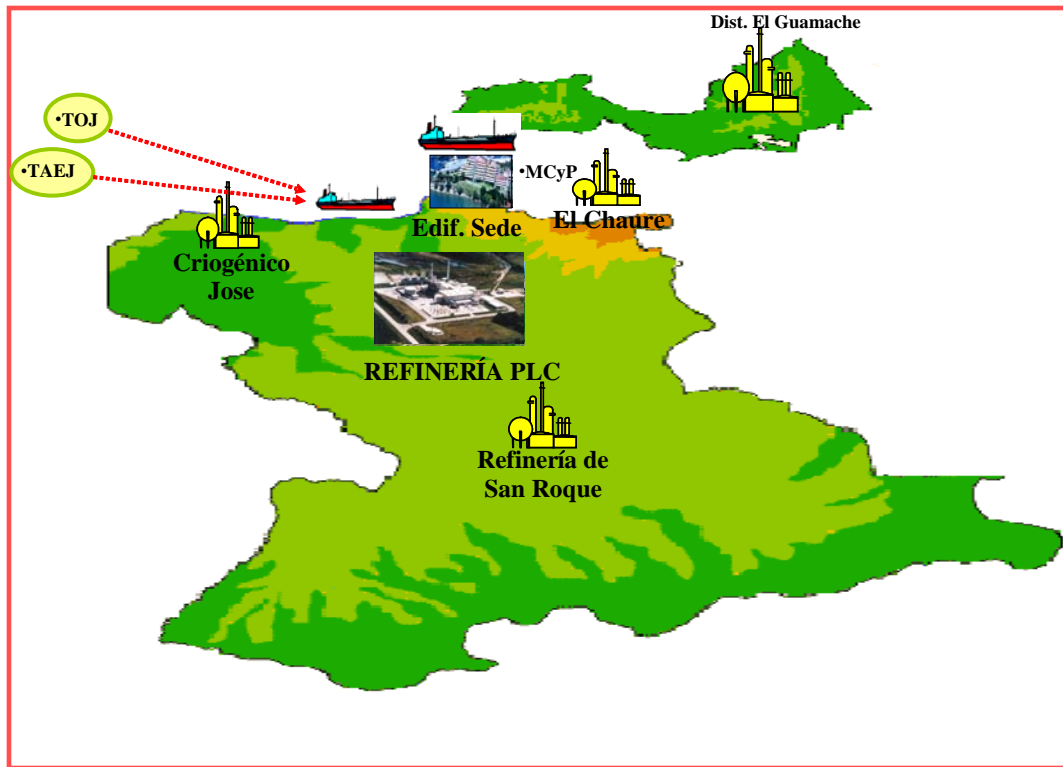 Dist. El Guamache
•TOJ
•TAEJ
•MCyP
El Chaure
Edif. Sede
Criogénico
Jose
REFINERÍA PLC
Refinería de
San Roque